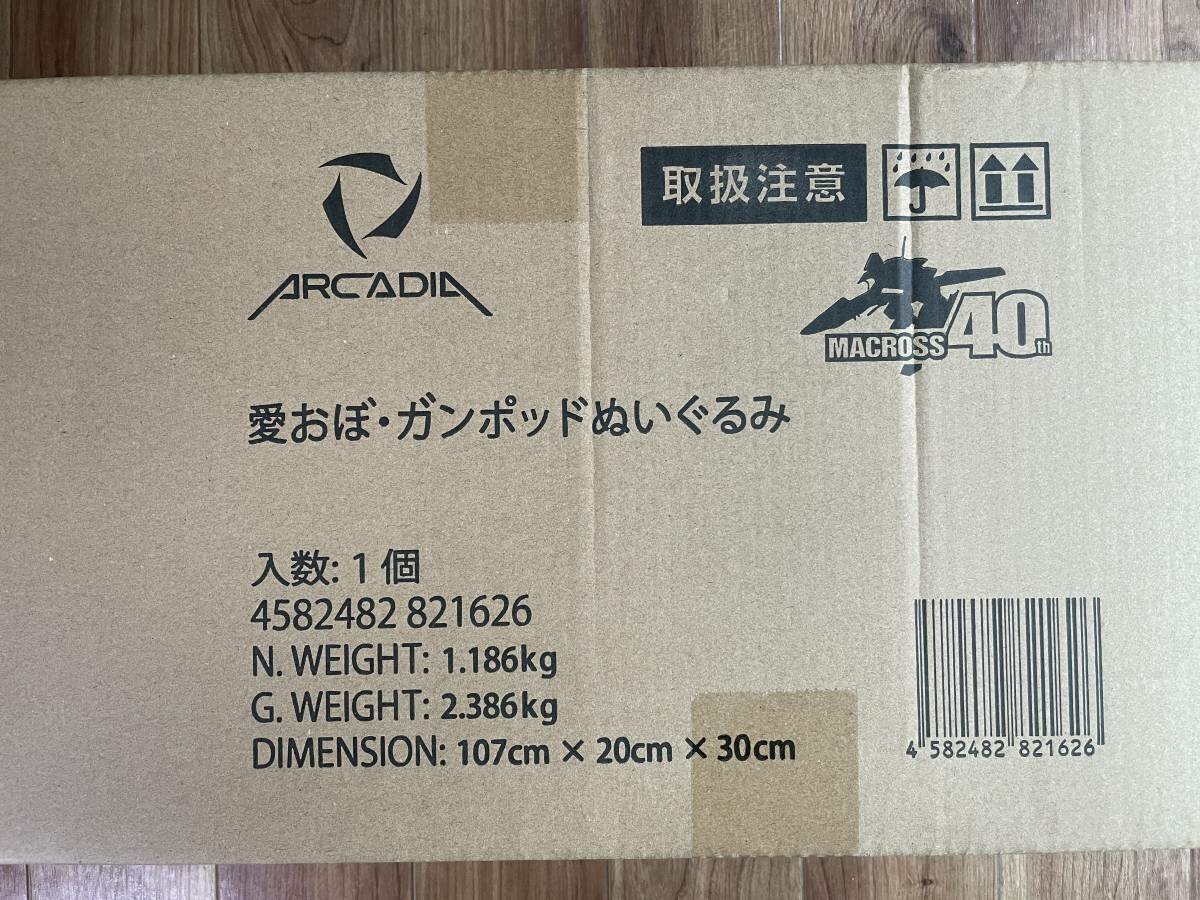 取扱注意
ARCADIA
MACROSS 40th
愛おぼ・ガンポッドぬいぐるみ
入数: 1 個
4582482 821626
N. WEIGHT: 1.186kg
G. WEIGHT: 2.386kg
DIMENSION: 107cm × 20cm × 30cm
4 582482 821626